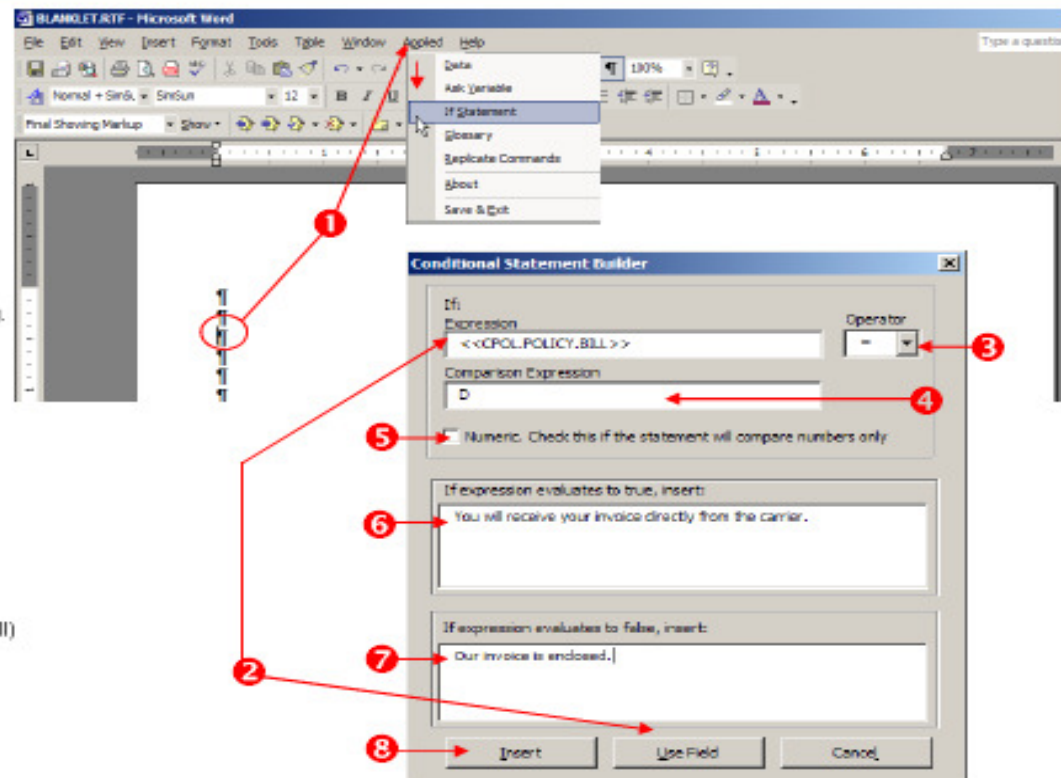 BLANKLET.RTF - Microsoft Word
File Edit View Insert Format Tools Table Window Applied Help
Type a questio
Data
100%
Ask Variable
Normal + SimS. SimSun 12 B I U
If Statement
Final Showing Markup Show
Glossary
Replicate Commands
About
Save & Exit
1
Conditional Statement Builder
If:
Expression
Operator
<<CPOL.POLICY.BILL>>
=
3
Comparison Expression
D
4
5
Numeric. Check this if the statement will compare numbers only
If expression evaluates to true, insert:
6
You will receive your invoice directly from the carrier.
ll)
If expression evaluates to false, insert:
7
Our invoice is enclosed.
2
8
Insert
Use Field
Cancel